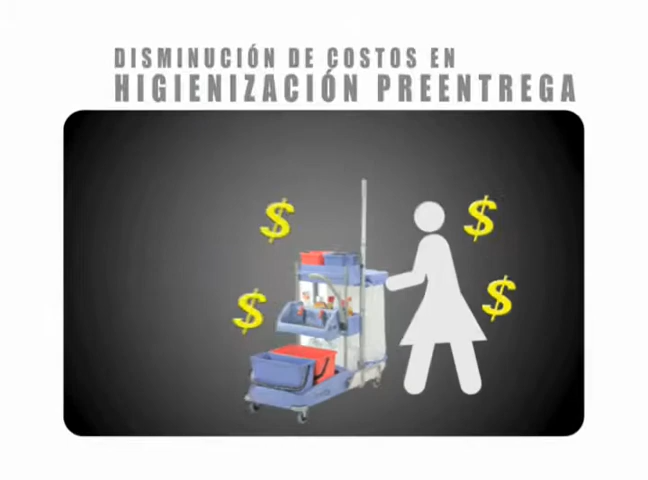 DISMINUCIÓN DE COSTOS EN
HIGIENIZACIÓN PREENTREGA
$
$
$
$